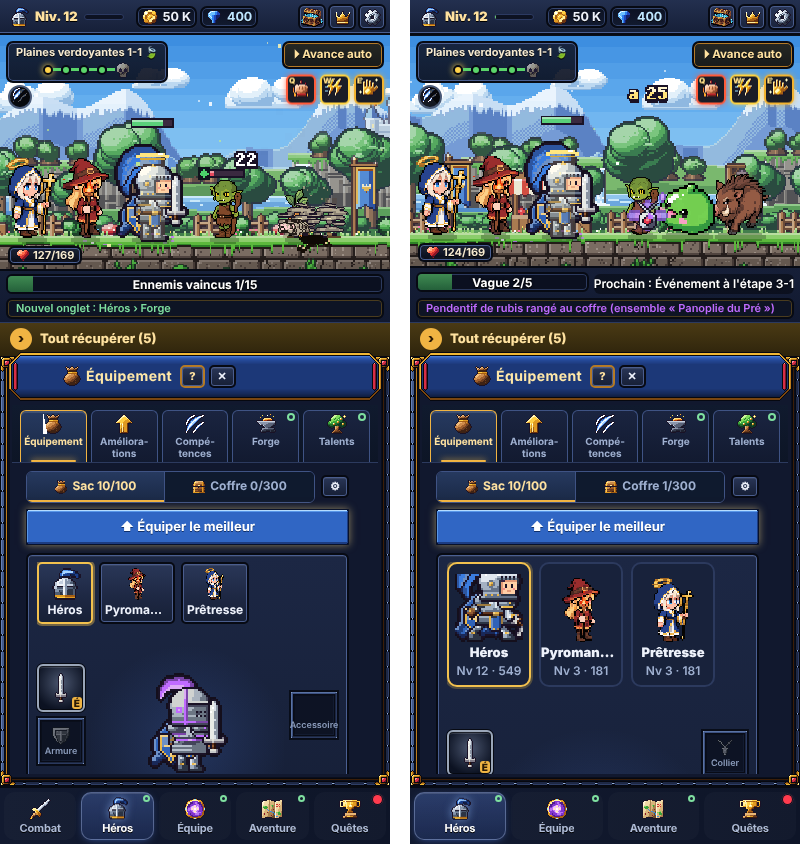 Niv. 12
50 K
400
Plaines verdoyantes 1-1
Avance auto
Q
W
E
22
127/169
Ennemis vaincus 1/15
Nouvel onglet : Héros › Forge
Tout récupérer (5)
Équipement
?
×
Équipement
Améliora-
tions
Compé-
tences
Forge
Talents
Sac 10/100
Coffre 0/300
Équiper le meilleur
Héros
Pyroma...
Prêtresse
E
Armure
Accessoire
Combat
Héros
Équipe
Aventure
Quêtes
Niv. 12
50 K
400
Plaines verdoyantes 1-1
Avance auto
Q
W
E
25
124/169
Vague 2/5
Prochain : Événement à l'étape 3-1
Pendentif de rubis rangé au coffre (ensemble « Panoplie du Pré »)
Tout récupérer (5)
Équipement
?
×
Équipement
Améliora-
tions
Compé-
tences
Forge
Talents
Sac 10/100
Coffre 1/300
Équiper le meilleur
Héros
Nv 12 · 549
Pyroman...
Nv 3 · 181
Prêtresse
Nv 3 · 181
E
Collier
Héros
Équipe
Aventure
Quêtes